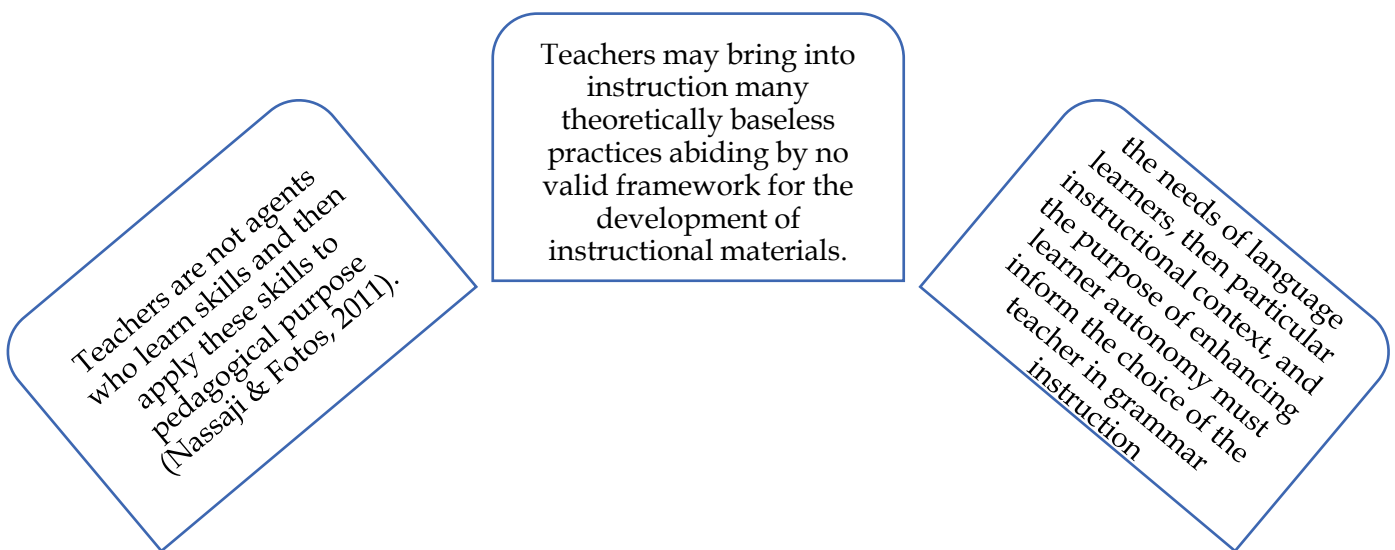 Teachers are not agents
who learn skills and then
apply these skills to
pedagogical purpose
(Nassaji & Fotos, 2011).
Teachers may bring into
instruction many
theoretically baseless
practices abiding by no
valid framework for the
development of
instructional materials.
the needs of language
learners, then particular
instructional context, and
the purpose of enhancing
learner autonomy must
inform the choice of the
teacher in grammar
instruction